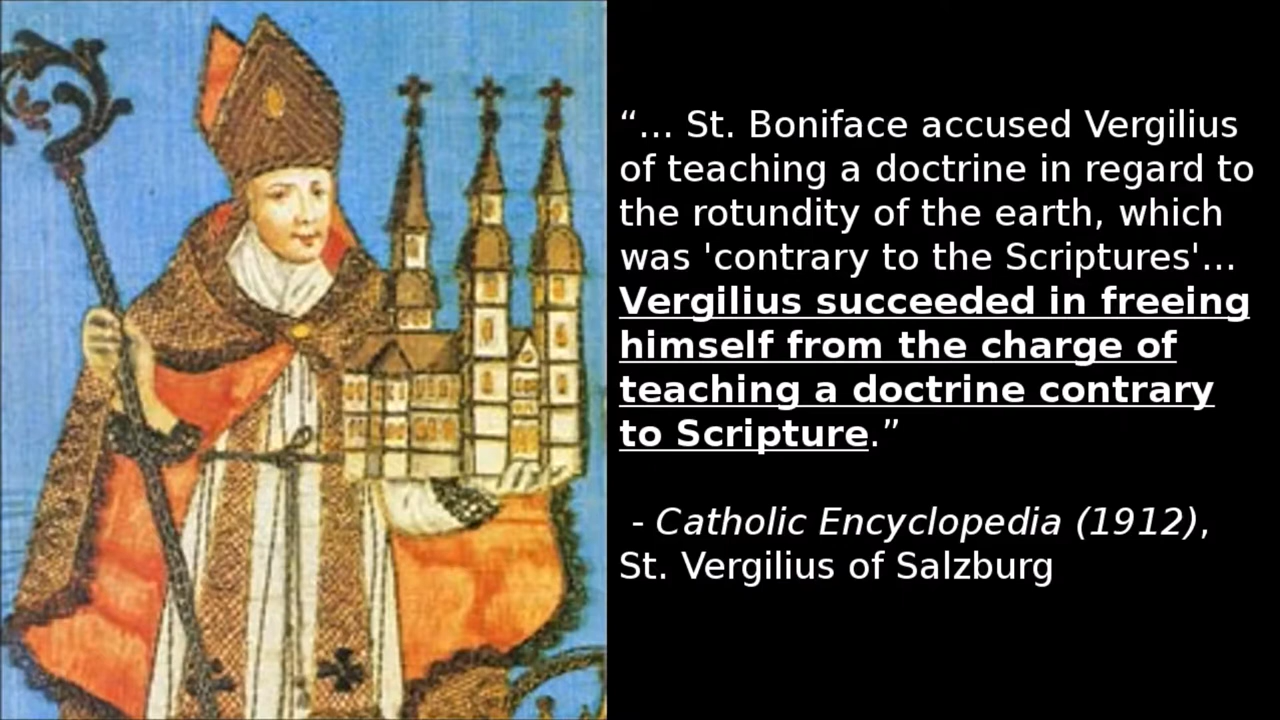 “... St. Boniface accused Vergilius
of teaching a doctrine in regard to
the rotundity of the earth, which
was 'contrary to the Scriptures'...
Vergilius succeeded in freeing
himself from the charge of
teaching a doctrine contrary
to Scripture.”
- Catholic Encyclopedia (1912),
St. Vergilius of Salzburg